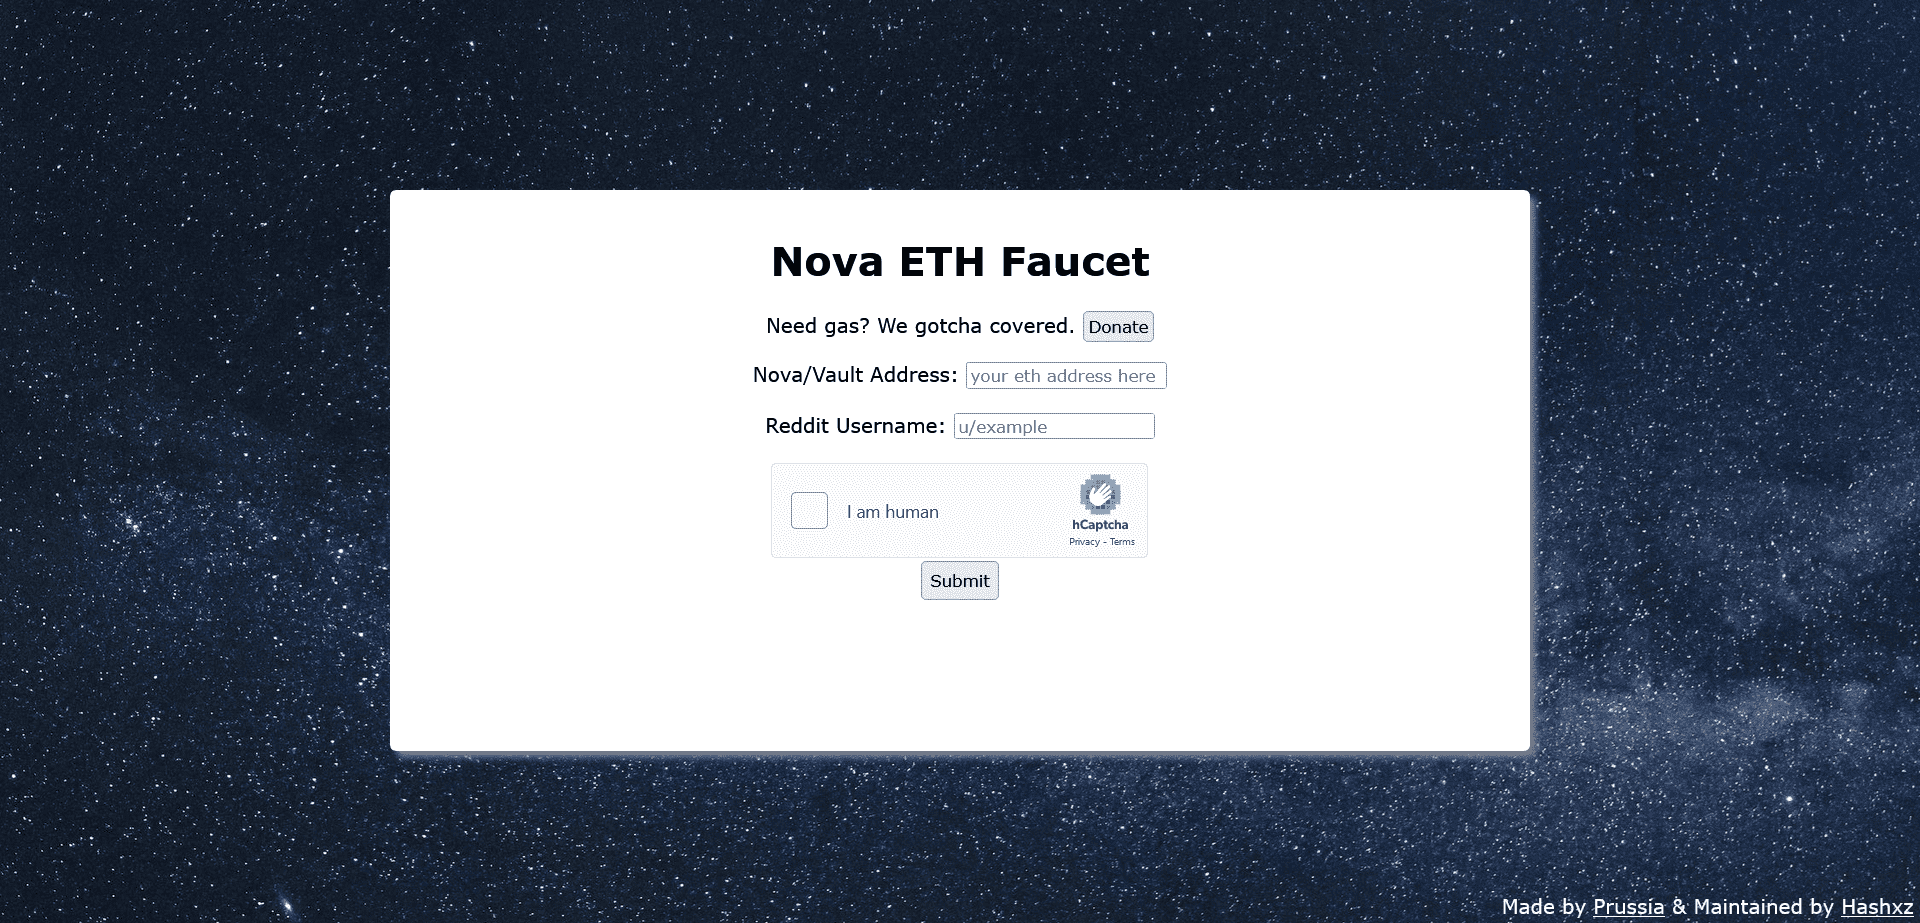 Nova ETH Faucet
Need gas? We gotcha covered. Donate
Nova/Vault Address: your eth address here
Reddit Username: u/example
I am human
hCaptcha
Privacy - Terms
Submit
Made by Prussia & Maintained by Hashxz